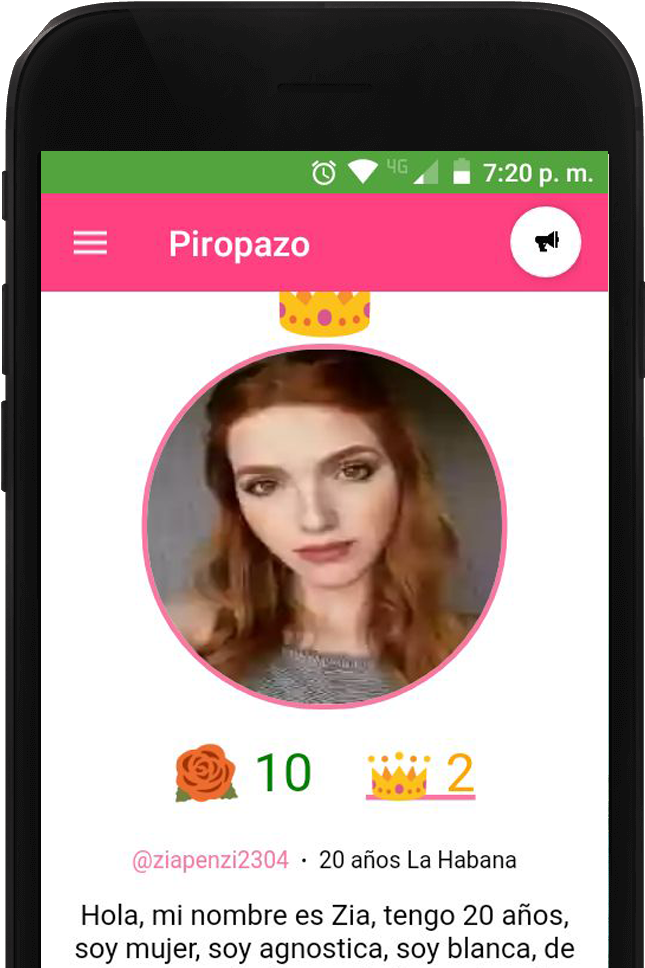 4G 7:20 p. m.
Piropazo
10 2
@ziapenzi2304 · 20 años La Habana
Hola, mi nombre es Zia, tengo 20 años,
soy mujer, soy agnostica, soy blanca, de